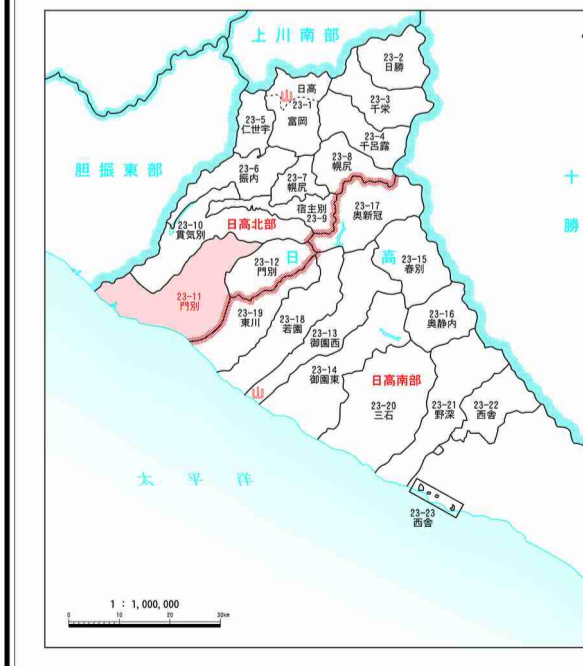 上川南部
23-2
日勝
日高
23-1
富岡
23-3
千栄
23-5
仁世宇
23-4
千呂露
胆振東部
23-6
振内
23-8
幌尻
23-7
幌尻
十勝
宿主別
23-9
23-17
奥新冠
23-10
貫気別
日高北部
日高
23-12
門別
23-15
春別
23-11
門別
23-19
東川
23-18
若園
23-13
御園西
23-16
奥静内
23-14
御園東
日高南部
23-20
三石
23-21
野深
23-22
西舎
太平洋
23-23
西舎
1 : 1,000,000
0 10 20 30km